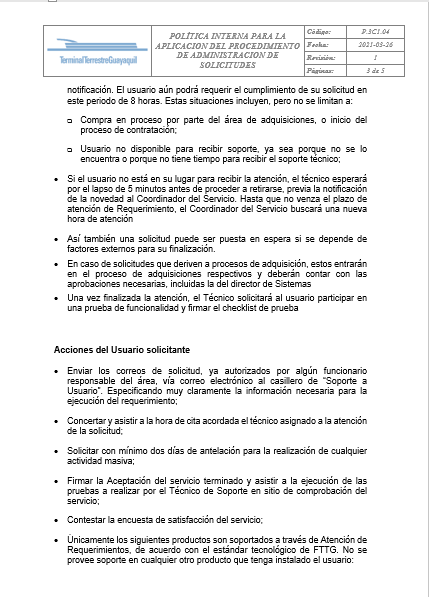 TerminalTerrestreGuayaquil
POLÍTICA INTERNA PARA LA
APLICACION DEL PROCEDIMIENTO
DE ADMINISTRACION DE
SOLICITUDES
Código: P.3C1.04
Fecha: 2021-03-26
Revisión: 1
Páginas: 3 de 5
notificación. El usuario aún podrá requerir el cumplimiento de su solicitud en
este periodo de 8 horas. Estas situaciones incluyen, pero no se limitan a:
Compra en proceso por parte del área de adquisiciones, o inicio del
proceso de contratación;
Usuario no disponible para recibir soporte, ya sea porque no se lo
encuentra o porque no tiene tiempo para recibir el soporte técnico;
• Si el usuario no está en su lugar para recibir la atención, el técnico esperará
por el lapso de 5 minutos antes de proceder a retirarse, previa la notificación
de la novedad al Coordinador del Servicio. Hasta que no venza el plazo de
atención de Requerimiento, el Coordinador del Servicio buscará una nueva
hora de atención
• Así también una solicitud puede ser puesta en espera si se depende de
factores externos para su finalización.
• En caso de solicitudes que deriven a procesos de adquisición, estos entrarán
en el proceso de adquisiciones respectivos y deberán contar con las
aprobaciones necesarias, incluidas la del director de Sistemas
• Una vez finalizada la atención, el Técnico solicitará al usuario participar en
una prueba de funcionalidad y firmar el checklist de prueba
Acciones del Usuario solicitante
• Enviar los correos de solicitud, ya autorizados por algún funcionario
responsable del área, vía correo electrónico al casillero de “Soporte a
Usuario”. Especificando muy claramente la información necesaria para la
ejecución del requerimiento;
• Concertar y asistir a la hora de cita acordada el técnico asignado a la atención
de la solicitud;
• Solicitar con mínimo dos días de antelación para la realización de cualquier
actividad masiva;
• Firmar la Aceptación del servicio terminado y asistir a la ejecución de las
pruebas a realizar por el Técnico de Soporte en sitio de comprobación del
servicio;
• Contestar la encuesta de satisfacción del servicio;
• Únicamente los siguientes productos son soportados a través de Atención de
Requerimientos, de acuerdo con el estándar tecnológico de FTTG. No se
provee soporte en cualquier otro producto que tenga instalado el usuario: